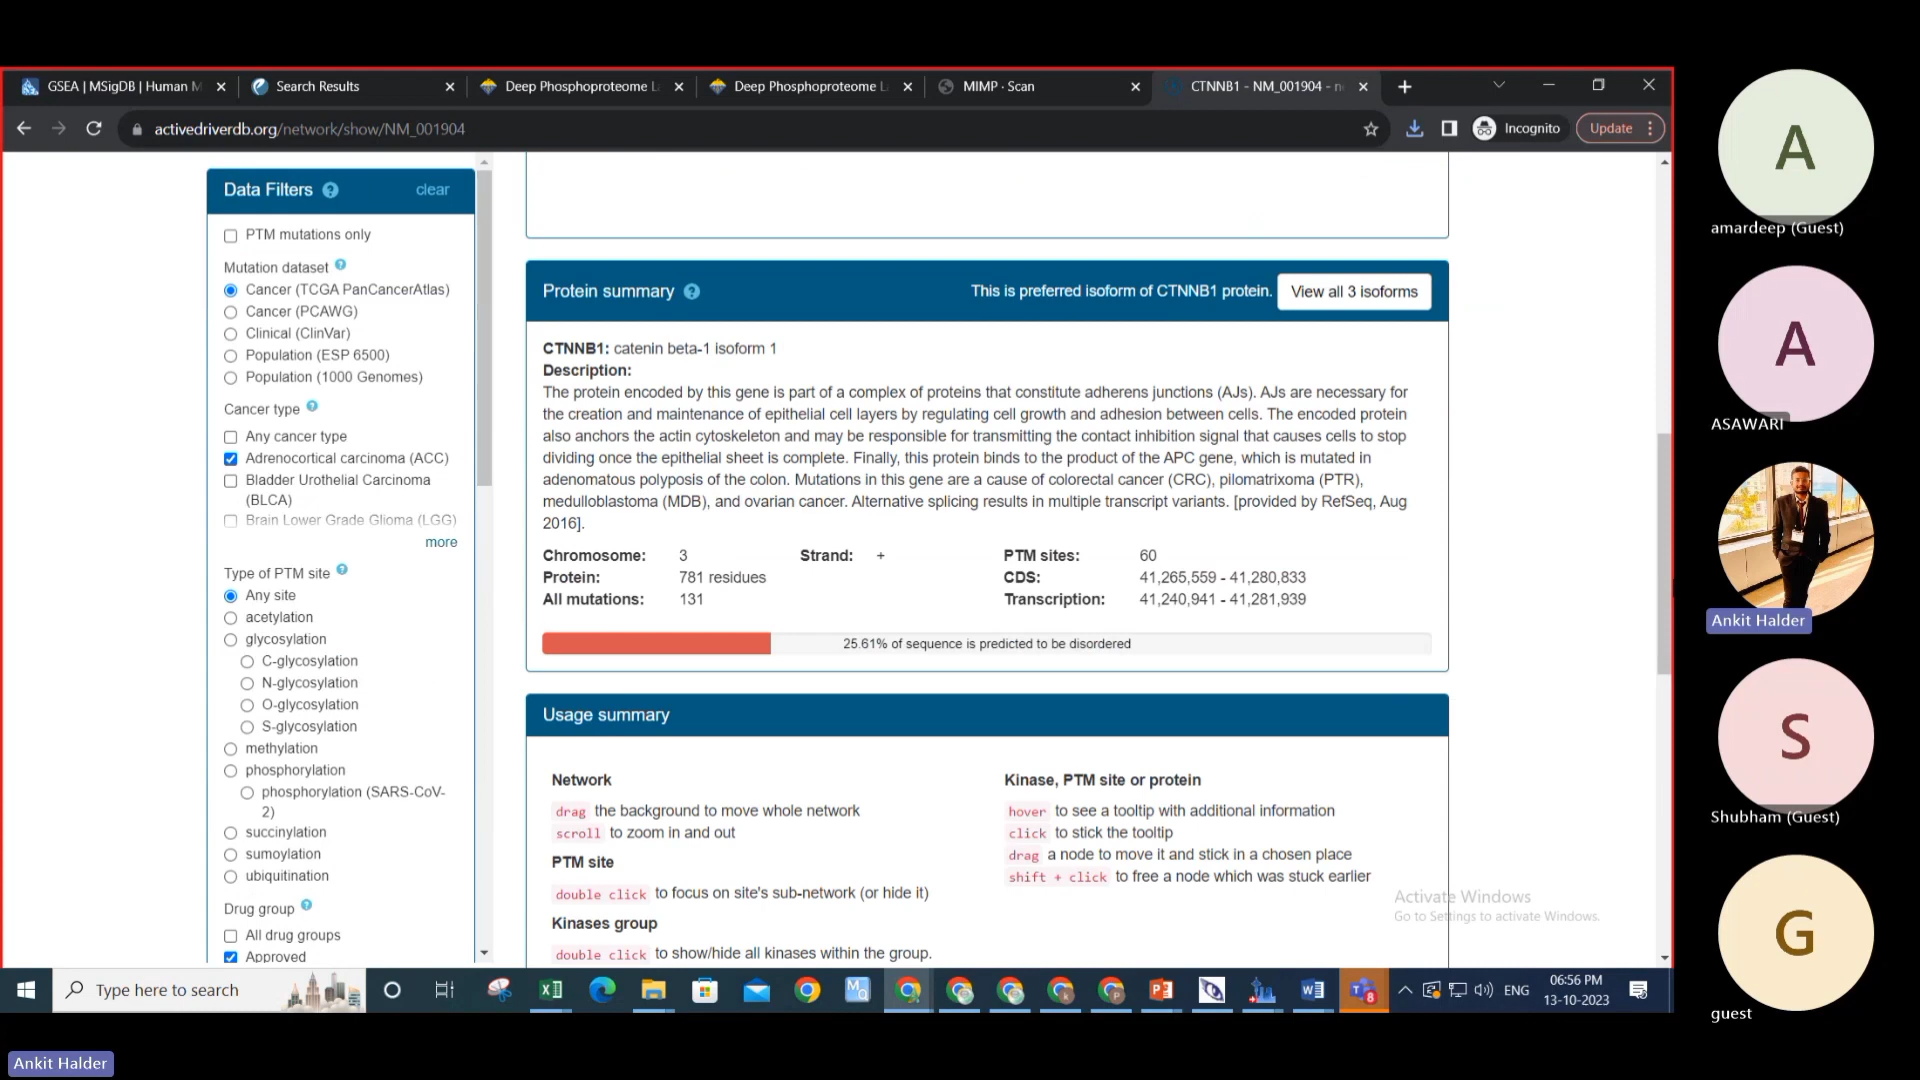 GSEA | MSigDB | Human M
Search Results
Deep Phosphoproteome L
Deep Phosphoproteome L
MIMP · Scan
CTNNB1 - NM_001904 - n
activedriverdb.org/network/show/NM_001904
Incognito
Update
Data Filters
clear
PTM mutations only
Mutation dataset
Cancer (TCGA PanCancerAtlas)
Cancer (PCAWG)
Clinical (ClinVar)
Population (ESP 6500)
Population (1000 Genomes)
Cancer type
Any cancer type
Adrenocortical carcinoma (ACC)
Bladder Urothelial Carcinoma
(BLCA)
Brain Lower Grade Glioma (LGG)
more
Type of PTM site
Any site
acetylation
glycosylation
C-glycosylation
N-glycosylation
O-glycosylation
S-glycosylation
methylation
phosphorylation
phosphorylation (SARS-CoV-
2)
succinylation
sumoylation
ubiquitination
Drug group
All drug groups
Approved
Protein summary
This is preferred isoform of CTNNB1 protein.
View all 3 isoforms
CTNNB1: catenin beta-1 isoform 1
Description:
The protein encoded by this gene is part of a complex of proteins that constitute adherens junctions (AJs). AJs are necessary for
the creation and maintenance of epithelial cell layers by regulating cell growth and adhesion between cells. The encoded protein
also anchors the actin cytoskeleton and may be responsible for transmitting the contact inhibition signal that causes cells to stop
dividing once the epithelial sheet is complete. Finally, this protein binds to the product of the APC gene, which is mutated in
adenomatous polyposis of the colon. Mutations in this gene are a cause of colorectal cancer (CRC), pilomatrixoma (PTR),
medulloblastoma (MDB), and ovarian cancer. Alternative splicing results in multiple transcript variants. [provided by RefSeq, Aug
2016].
Chromosome: 3 Strand: + PTM sites: 60
Protein: 781 residues CDS: 41,265,559 - 41,280,833
All mutations: 131 Transcription: 41,240,941 - 41,281,939
25.61% of sequence is predicted to be disordered
Usage summary
Network
drag the background to move whole network
scroll to zoom in and out
PTM site
double click to focus on site's sub-network (or hide it)
Kinases group
double click to show/hide all kinases within the group.
Kinase, PTM site or protein
hover to see a tooltip with additional information
click to stick the tooltip
drag a node to move it and stick in a chosen place
shift + click to free a node which was stuck earlier
Activate Windows
Go to Settings to activate Windows.
Type here to search
ENG
06:56 PM
13-10-2023
A
amardeep (Guest)
A
ASAWARI
Ankit Halder
S
Shubham (Guest)
G
guest
Ankit Halder